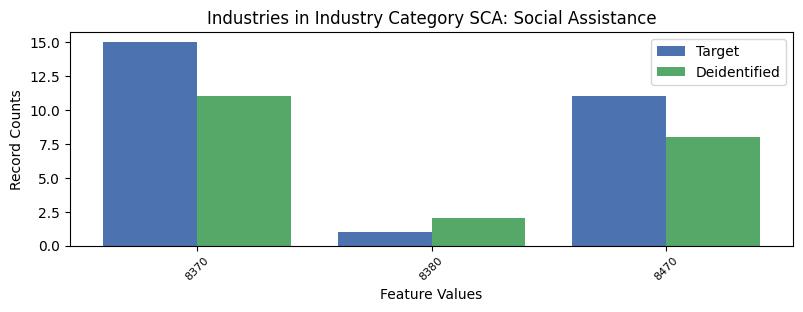 Industries in Industry Category SCA: Social Assistance
Target
Deidentified
Record Counts
15.0
12.5
10.0
7.5
5.0
2.5
0.0
8370
8380
8470
Feature Values